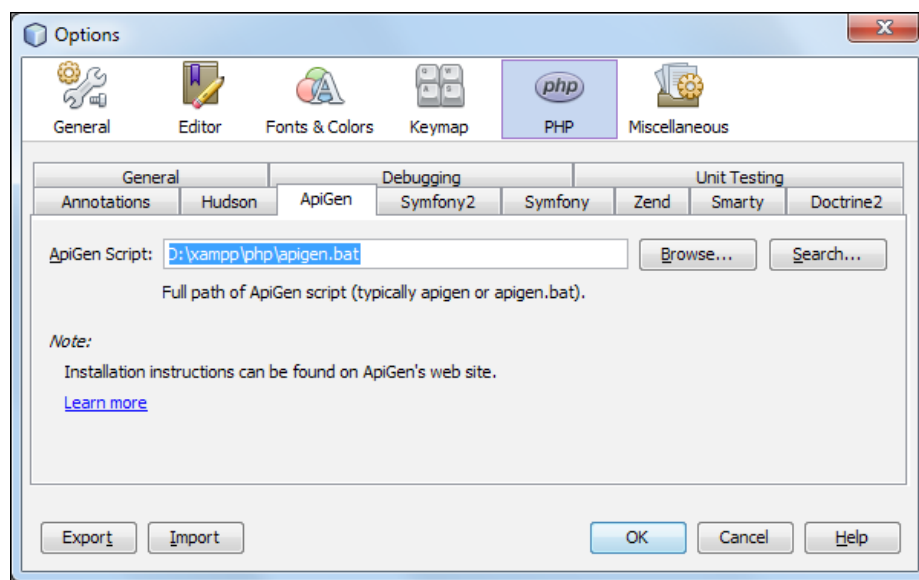 Options
php
General Editor Fonts & Colors Keymap PHP Miscellaneous
General Debugging Unit Testing
Annotations Hudson ApiGen Symfony2 Symfony Zend Smarty Doctrine2
ApiGen Script: D:\xampp\php\apigen.bat Browse... Search...
Full path of ApiGen script (typically apigen or apigen.bat).
Note:
Installation instructions can be found on ApiGen's web site.
Learn more
Export Import OK Cancel Help